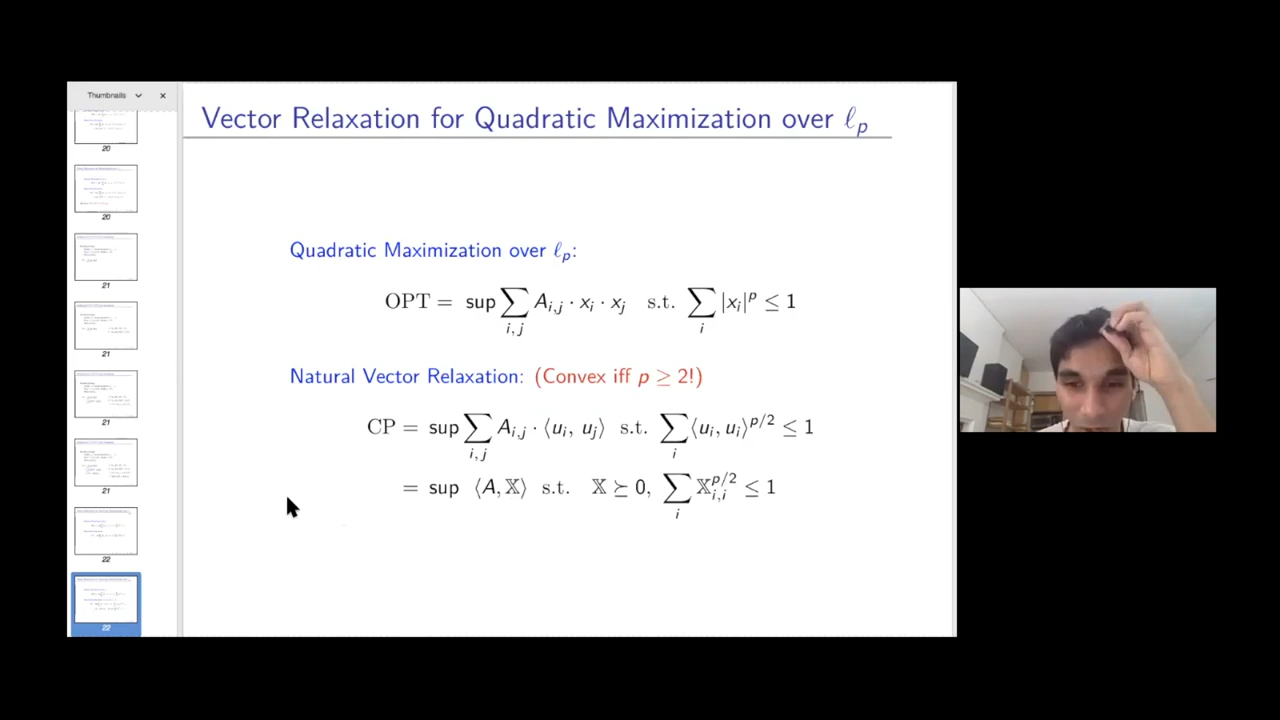 Thumbnails
Vector Relaxation for Quadratic Maximization over ℓ_p
20
20
21
21
21
21
22
22
Quadratic Maximization over ℓ_p:
OPT = sup ∑_{i,j} A_{i,j} · x_i · x_j s.t. ∑_i |x_i|^p ≤ 1
Natural Vector Relaxation: (Convex iff p ≥ 2!)
CP = sup ∑_{i,j} A_{i,j} · ⟨u_i, u_j⟩ s.t. ∑_i ⟨u_i, u_i⟩^{p/2} ≤ 1
= sup ⟨A, 𝕏⟩ s.t. 𝕏 ⪰ 0, ∑_i 𝕏_{i,i}^{p/2} ≤ 1